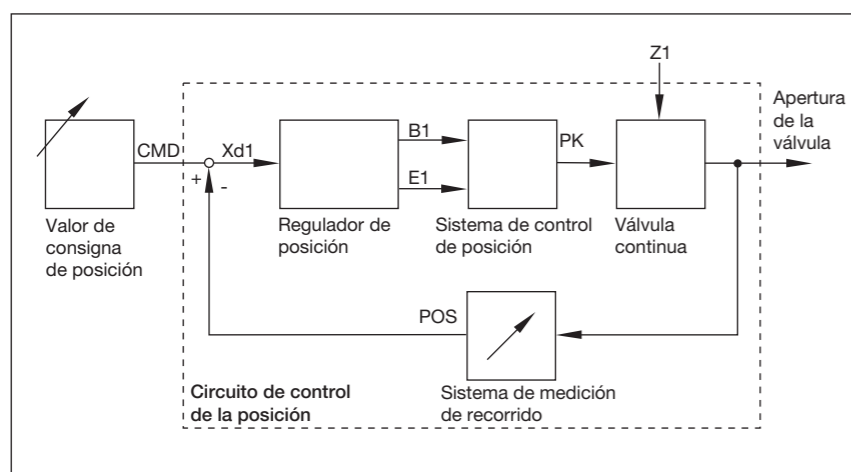 Z1
Apertura
de la
válvula
CMD
Xd1
B1
E1
PK
+
-
Valor de
consigna
de posición
Regulador de
posición
Sistema de control
de posición
Válvula
continua
POS
Circuito de control
de la posición
Sistema de medición
de recorrido